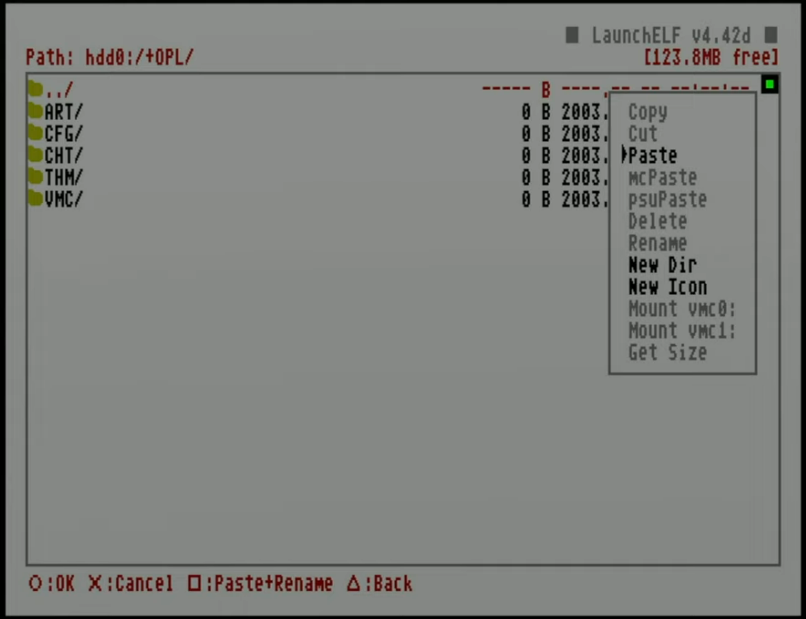 ■ LaunchELF v4.42d ■
Path: hdd0:/+OPL/ [123.8MB free]
../ ----- B ----.-- -- --:--:--
ART/ 0 B 2003. Copy
CFG/ 0 B 2003. Cut
CHT/ 0 B 2003. Paste
THM/ 0 B 2003. mcPaste
VMC/ 0 B 2003. psuPaste
Delete
Rename
New Dir
New Icon
Mount vmc0:
Mount vmc1:
Get Size
○:OK ×:Cancel □:Paste+Rename △:Back